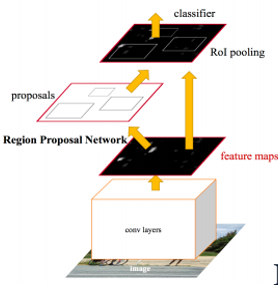 classifier
RoI pooling
proposals
Region Proposal Network
feature maps
conv layers
image